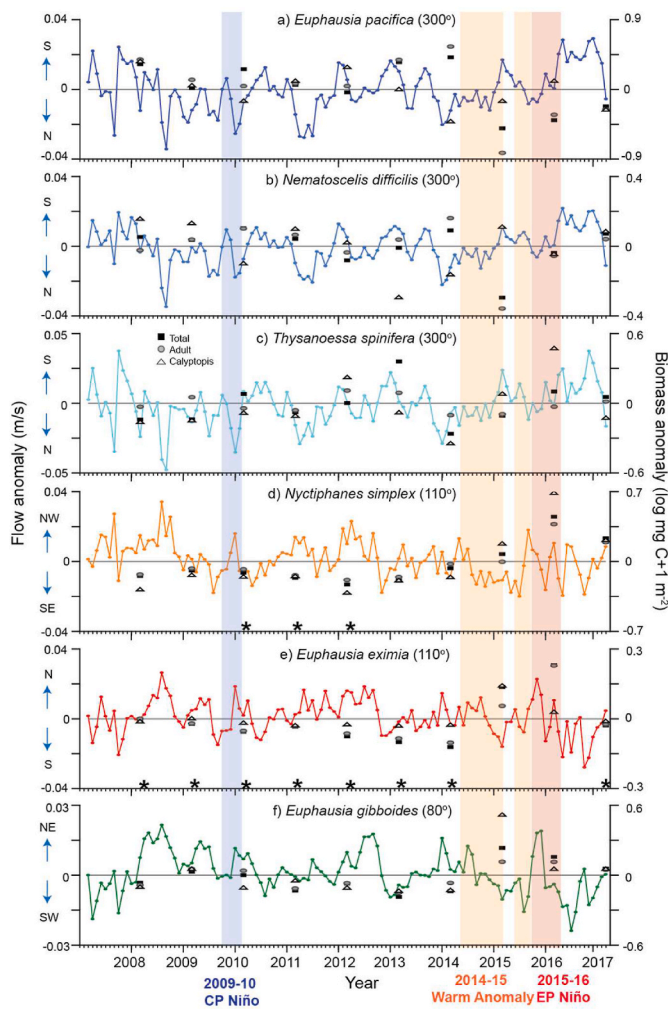 a) Euphausia pacifica (300º)
0.04
0.9
S
0
0
N
-0.04
-0.9
b) Nematoscelis difficilis (300º)
0.04
0.4
S
0
0
N
-0.04
-0.4
c) Thysanoessa spinifera (300º)
0.05
0.6
Total
Adult
Calyptopis
S
0
0
N
-0.05
-0.6
Flow anomaly (m/s)
Biomass anomaly (log mg C+1 m-2)
d) Nyctiphanes simplex (110º)
0.04
0.7
NW
0
0
SE
-0.04
-0.7
* * *
e) Euphausia eximia (110º)
0.04
0.3
N
0
0
S
-0.04
-0.3
* * * * * * * *
f) Euphausia gibboides (80º)
0.03
0.6
NE
0
0
SW
-0.03
-0.6
2008 2009 2010 2011 2012 2013 2014 2015 2016 2017
Year
2009-10
CP Niño
2014-15
Warm Anomaly
2015-16
EP Niño